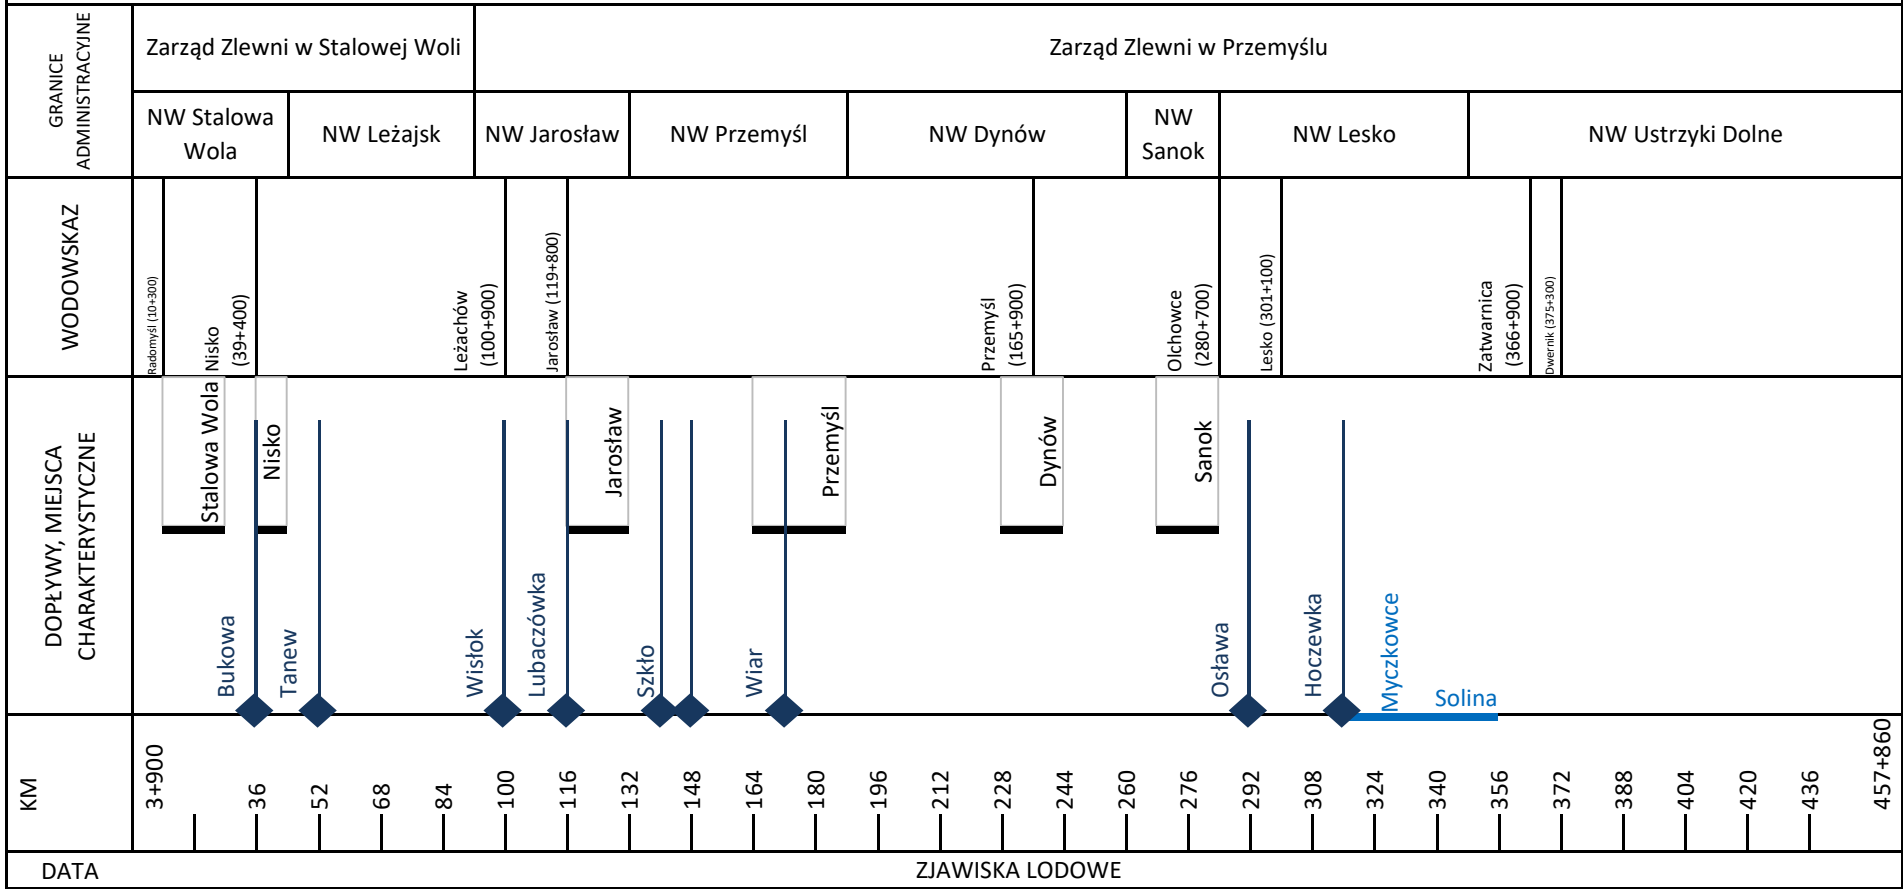 GRANICE
ADMINISTRACYJNE
Zarząd Zlewni w Stalowej Woli
Zarząd Zlewni w Przemyślu
NW Stalowa
Wola
NW Leżajsk
NW Jarosław
NW Przemyśl
NW Dynów
NW
Sanok
NW Lesko
NW Ustrzyki Dolne
WODOWSKAZ
Radomyśl (10+300)
Nisko
(39+400)
Leżachów
(100+900)
Jarosław (119+800)
Przemyśl
(165+900)
Olchowce
(280+700)
Lesko (301+100)
Zatwarnica
(366+900)
Dwernik (375+300)
DOPŁYWY, MIEJSCA
CHARAKTERYSTYCZNE
Stalowa Wola
Nisko
Jarosław
Przemyśl
Dynów
Sanok
Bukowa
Tanew
Wisłok
Lubaczówka
Szkło
Wiar
Osława
Hoczewka
Myczkowce
Solina
KM
3+900
36
52
68
84
100
116
132
148
164
180
196
212
228
244
260
276
292
308
324
340
356
372
388
404
420
436
457+860
DATA
ZJAWISKA LODOWE